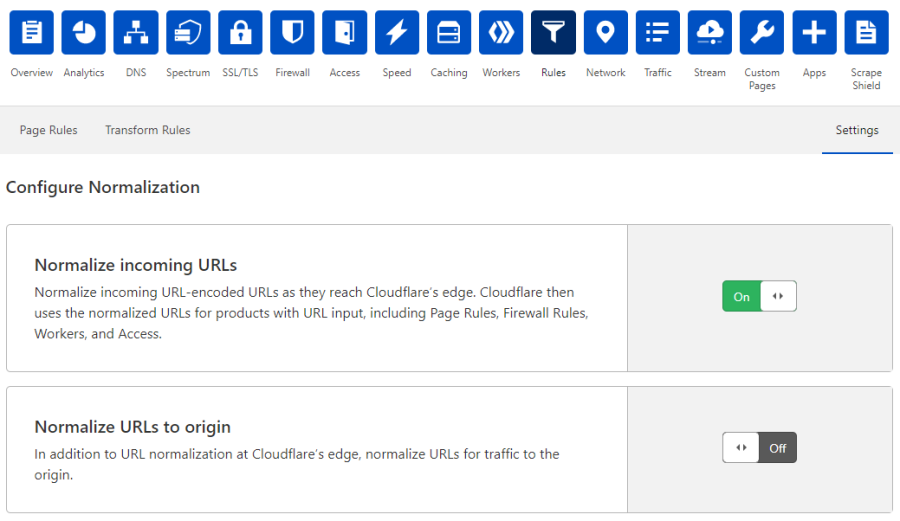 Overview Analytics DNS Spectrum SSL/TLS Firewall Access Speed Caching Workers Rules Network Traffic Stream Custom Pages Apps Scrape Shield
Page Rules Transform Rules Settings
Configure Normalization
Normalize incoming URLs
Normalize incoming URL-encoded URLs as they reach Cloudflare's edge. Cloudflare then
uses the normalized URLs for products with URL input, including Page Rules, Firewall Rules,
Workers, and Access.
On
Normalize URLs to origin
In addition to URL normalization at Cloudflare's edge, normalize URLs for traffic to the
origin.
Off